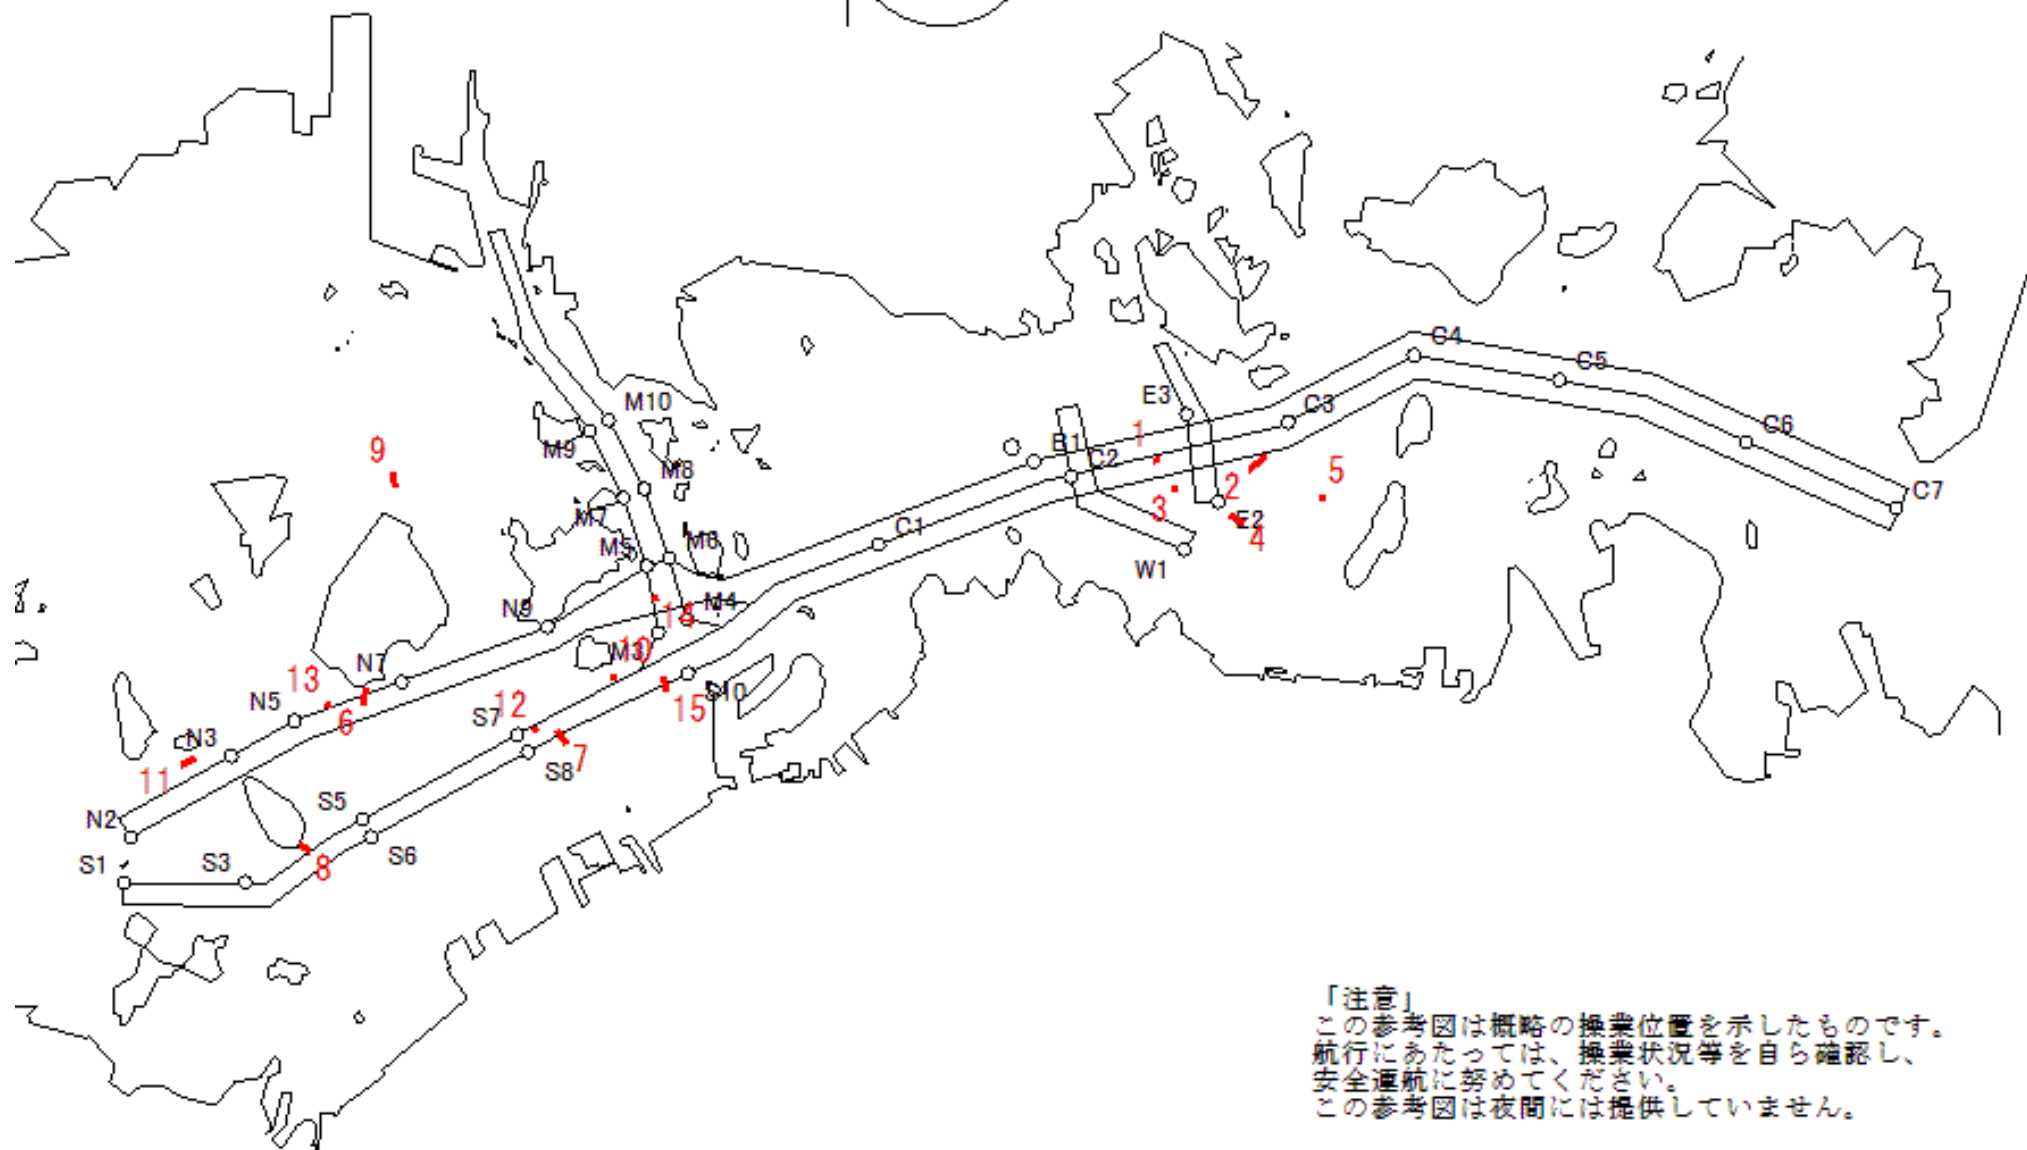 C4
C5
M10
E3
C3
B1
1
C6
9
M9
M8
C2
5
C7
2
3
M7
E2
4
C1
M5
M6
W1
N9
M4
14
M3
10
N7
13
S10
N5
12
15
6
S7
N3
7
11
S8
S5
N2
S6
S1
S3
8
「注意」
この参考図は概略の操業位置を示したものです。
航行にあたっては、操業状況等を自ら確認し、
安全運航に努めてください。
この参考図は夜間には提供していません。